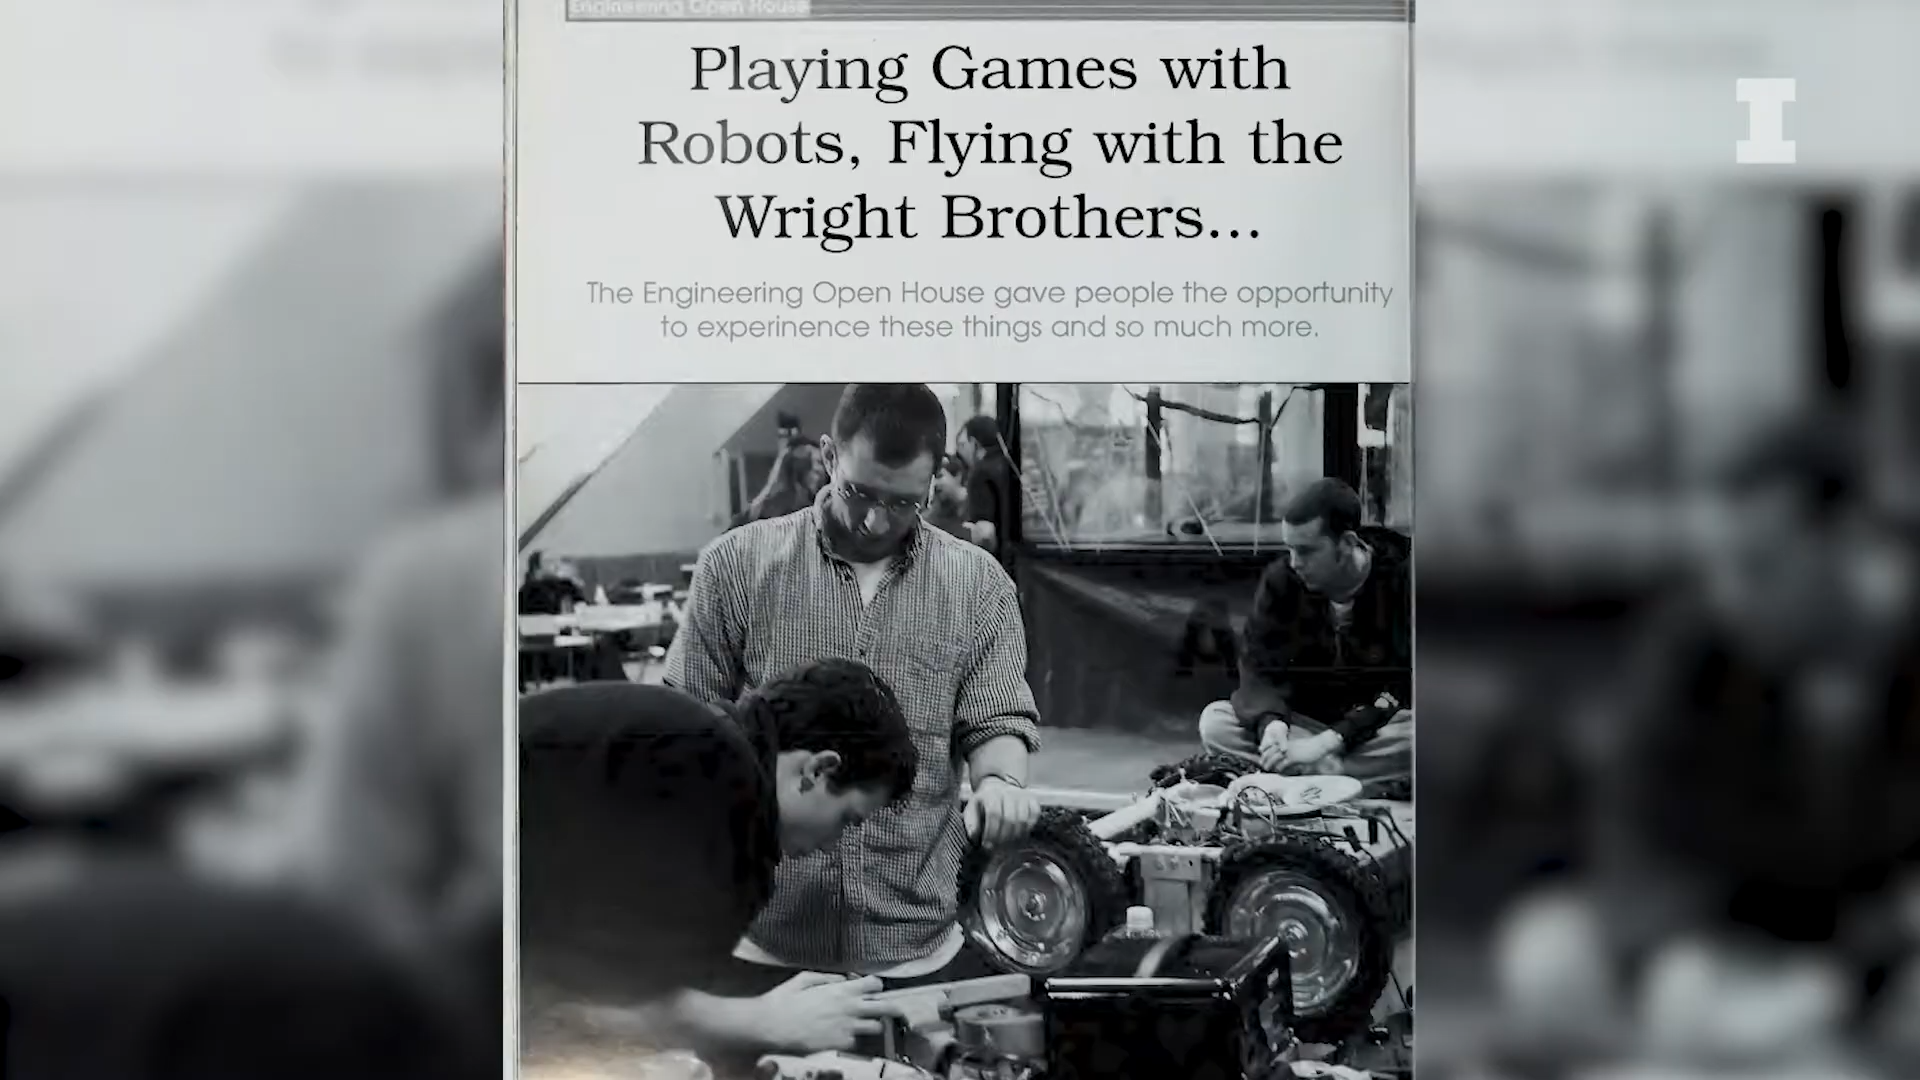 Engineering Open House
Playing Games with
Robots, Flying with the
Wright Brothers...
The Engineering Open House gave people the opportunity
to experinence these things and so much more.
I